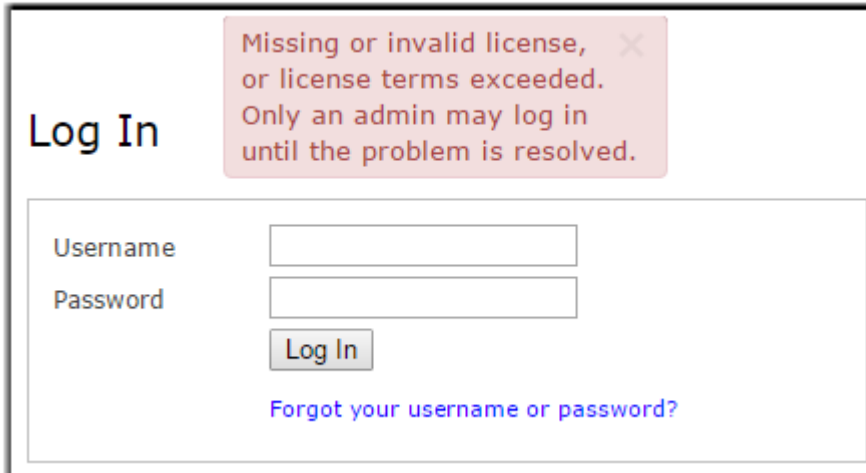 Missing or invalid license,
or license terms exceeded.
Only an admin may log in
until the problem is resolved.
Log In
Username
Password
Log In
Forgot your username or password?